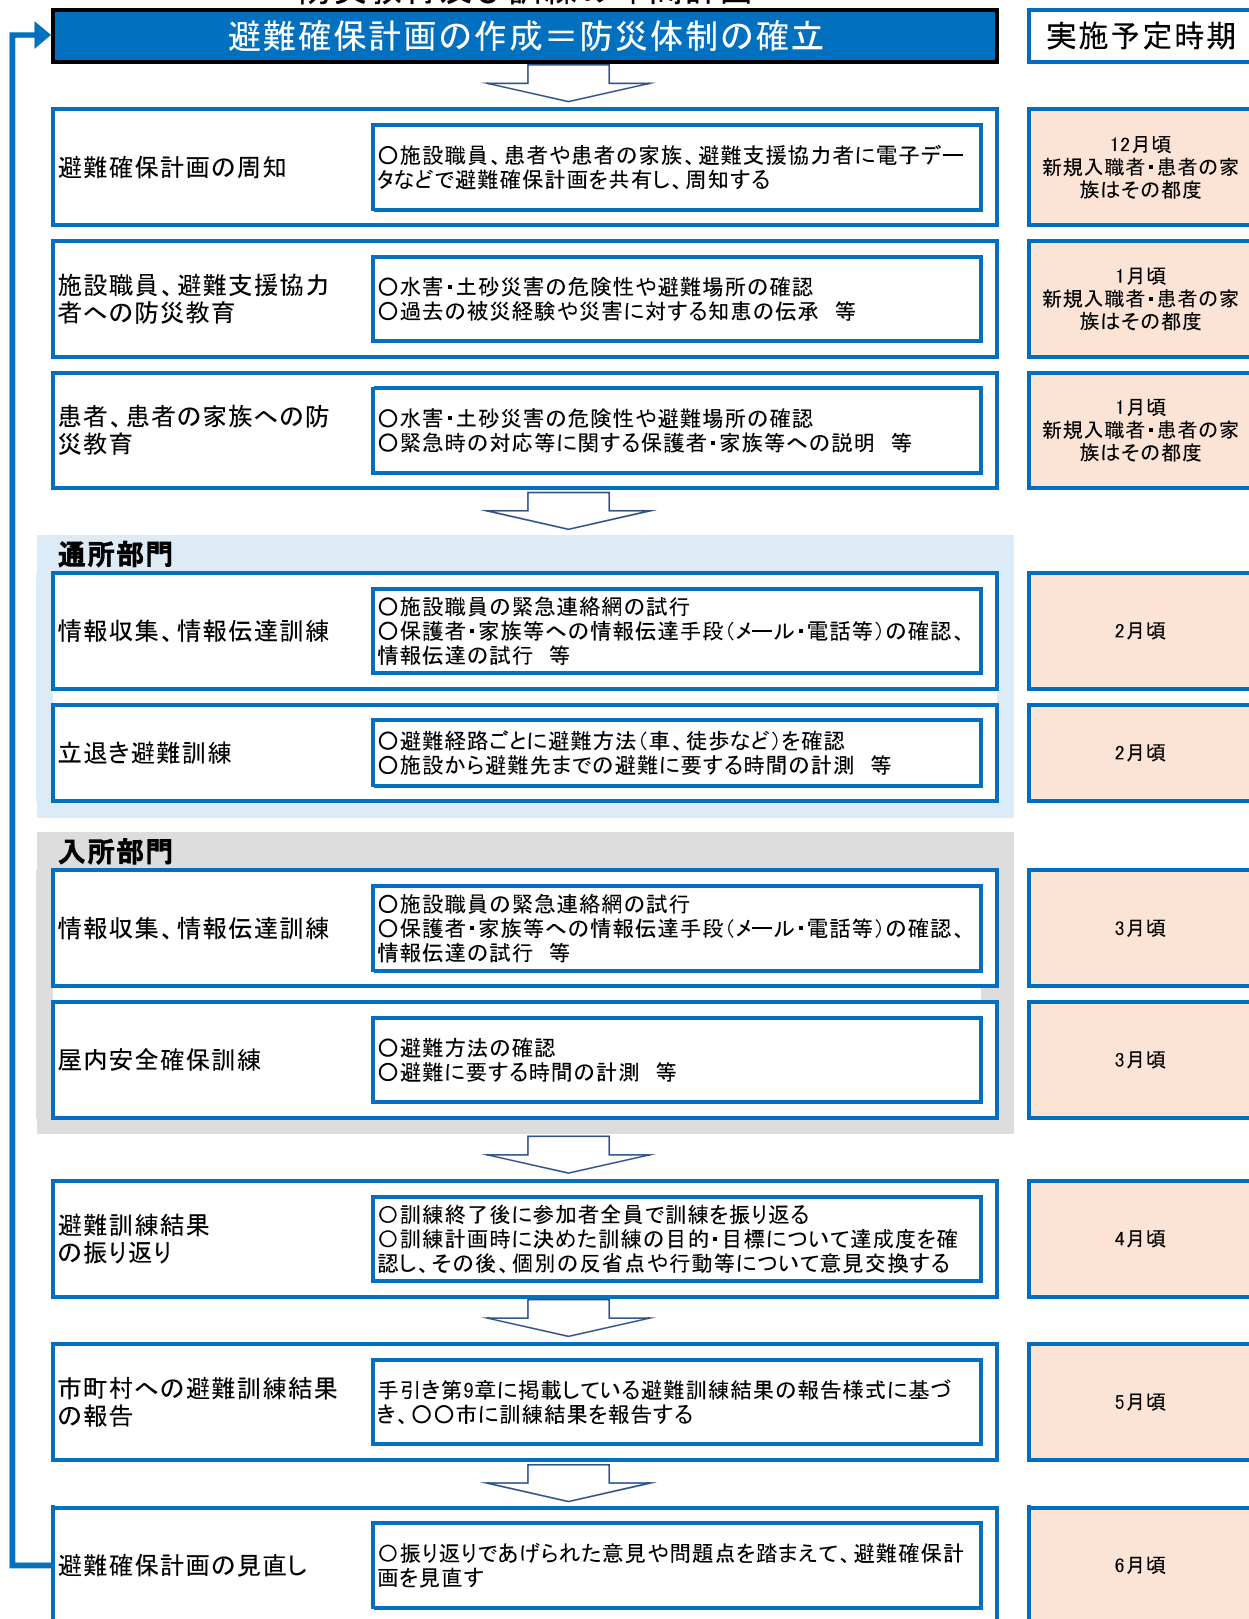 防災教育及び訓練の年間計画
避難確保計画の作成＝防災体制の確立
実施予定時期
避難確保計画の周知
○施設職員、患者や患者の家族、避難支援協力者に電子デー
タなどで避難確保計画を共有し、周知する
12月頃
新規入職者・患者の家
族はその都度
施設職員、避難支援協力
者への防災教育
○水害・土砂災害の危険性や避難場所の確認
○過去の被災経験や災害に対する知恵の伝承　等
1月頃
新規入職者・患者の家
族はその都度
患者、患者の家族への防
災教育
○水害・土砂災害の危険性や避難場所の確認
○緊急時の対応等に関する保護者・家族等への説明　等
1月頃
新規入職者・患者の家
族はその都度
通所部門
情報収集、情報伝達訓練
○施設職員の緊急連絡網の試行
○保護者・家族等への情報伝達手段（メール・電話等）の確認、
情報伝達の試行　等
2月頃
立退き避難訓練
○避難経路ごとに避難方法（車、徒歩など）を確認
○施設から避難先までの避難に要する時間の計測　等
2月頃
入所部門
情報収集、情報伝達訓練
○施設職員の緊急連絡網の試行
○保護者・家族等への情報伝達手段（メール・電話等）の確認、
情報伝達の試行　等
3月頃
屋内安全確保訓練
○避難方法の確認
○避難に要する時間の計測　等
3月頃
避難訓練結果
の振り返り
○訓練終了後に参加者全員で訓練を振り返る
○訓練計画時に決めた訓練の目的・目標について達成度を確
認し、その後、個別の反省点や行動等について意見交換する
4月頃
市町村への避難訓練結果
の報告
手引き第9章に掲載している避難訓練結果の報告様式に基づ
き、○○市に訓練結果を報告する
5月頃
避難確保計画の見直し
○振り返りであげられた意見や問題点を踏まえて、避難確保計
画を見直す
6月頃